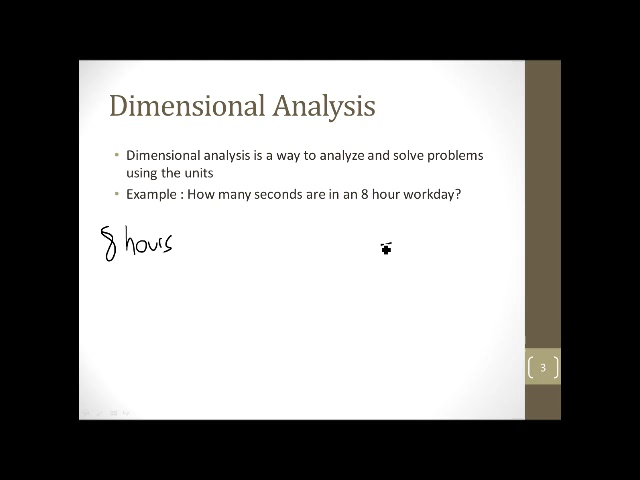 Dimensional Analysis
• Dimensional analysis is a way to analyze and solve problems
using the units
• Example : How many seconds are in an 8 hour workday?
8 hours
3